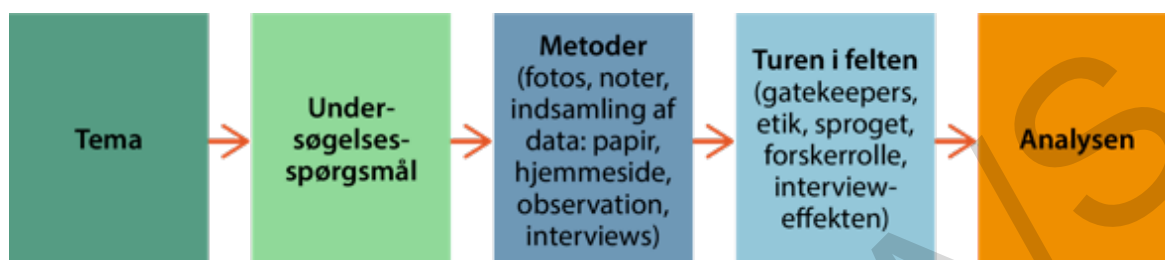 Tema
Under-
søgelses-
spørgsmål
Metoder
(fotos, noter,
indsamling af
data: papir,
hjemmeside,
observation,
interviews)
Turen i felten
(gatekeepers,
etik, sproget,
forskerrolle,
interview-
effekten)
Analysen